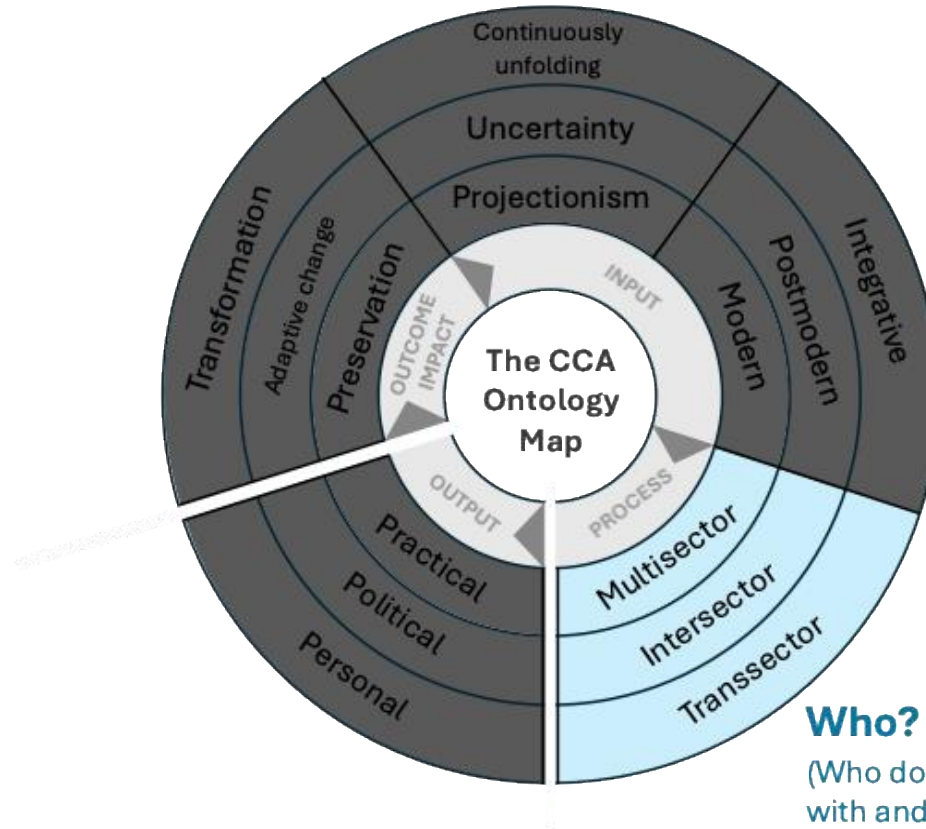 Continuously
unfolding
Uncertainty
Projectionism
Transformation
Adaptive change
Preservation
OUTCOME
IMPACT
INPUT
Modern
Postmodern
Integrative
The CCA
Ontology
Map
OUTPUT
PROCESS
Practical
Political
Personal
Multisector
Intersector
Transsector
Who?
(Who do
with and